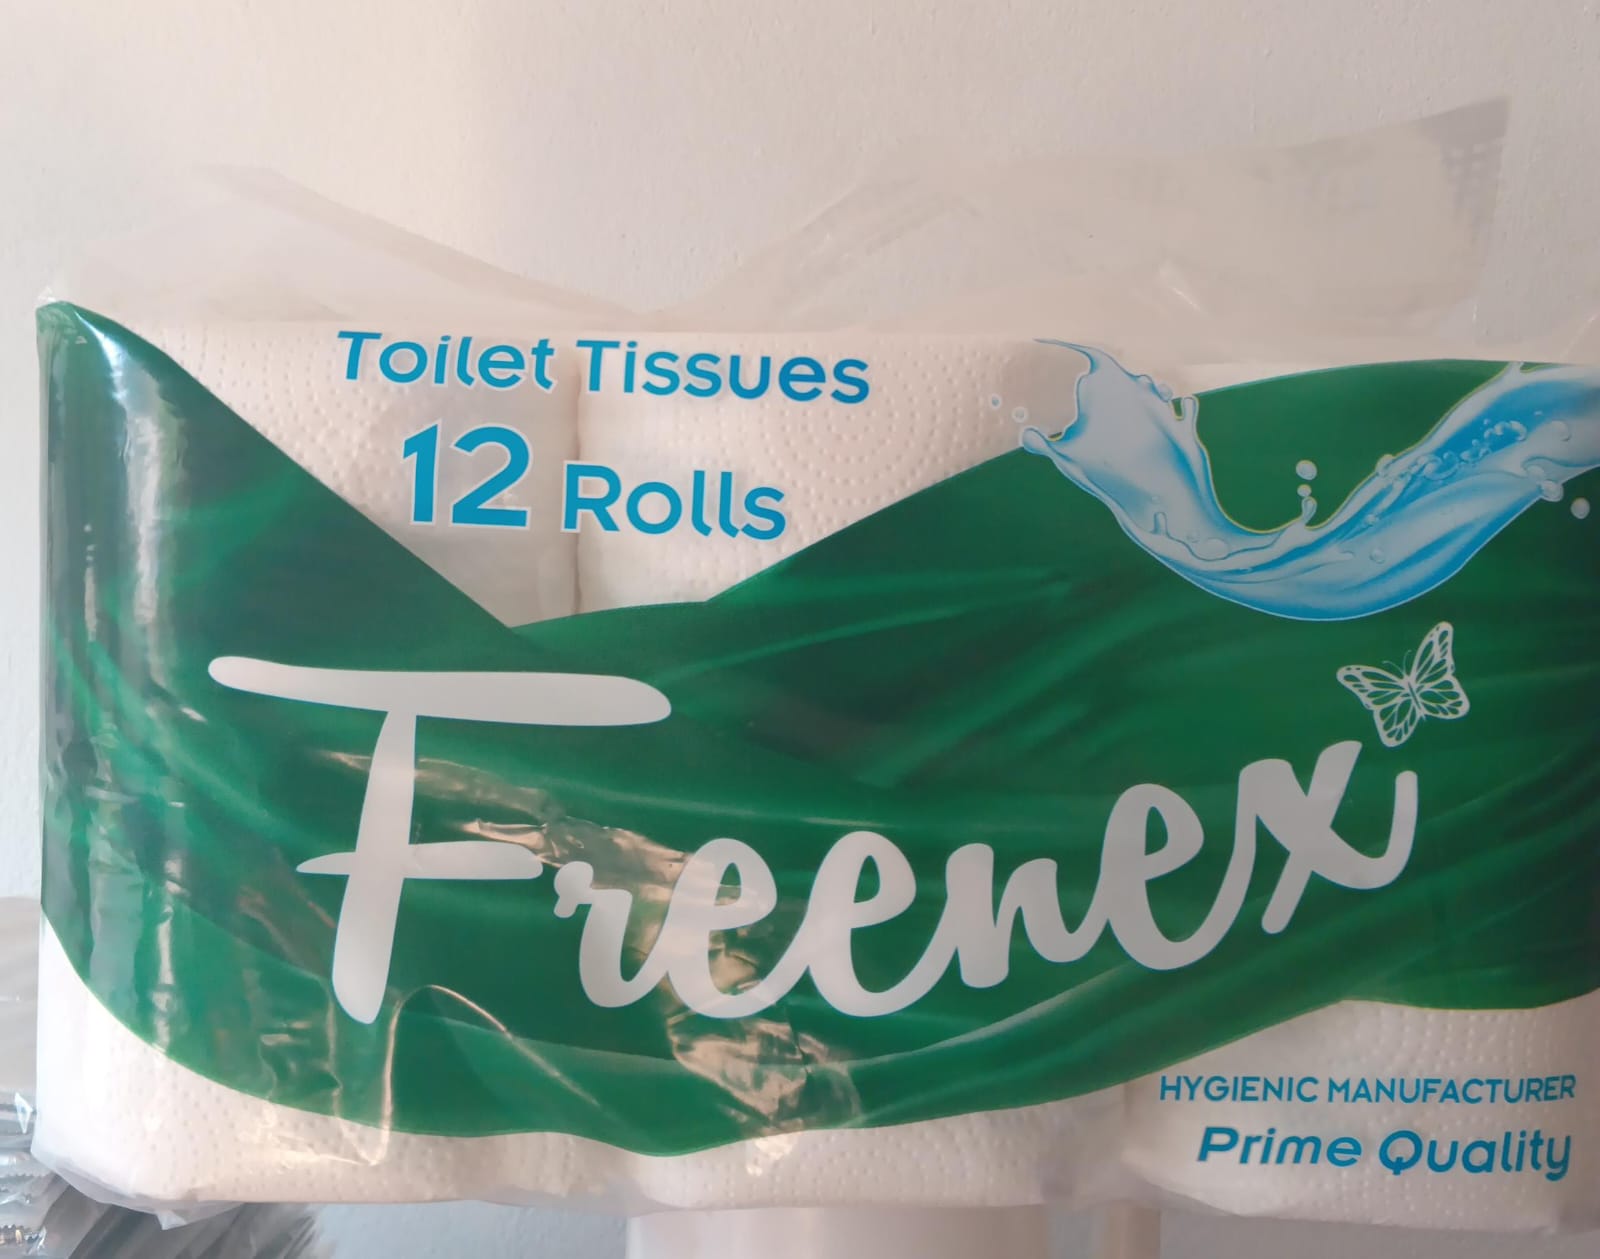 Toilet Tissues
12 Rolls
Freenex
HYGIENIC MANUFACTURER
Prime Quality